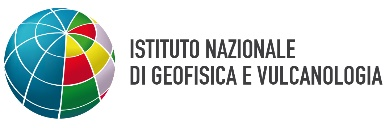 ISTITUTO NAZIONALE
DI GEOFISICA E VULCANOLOGIA